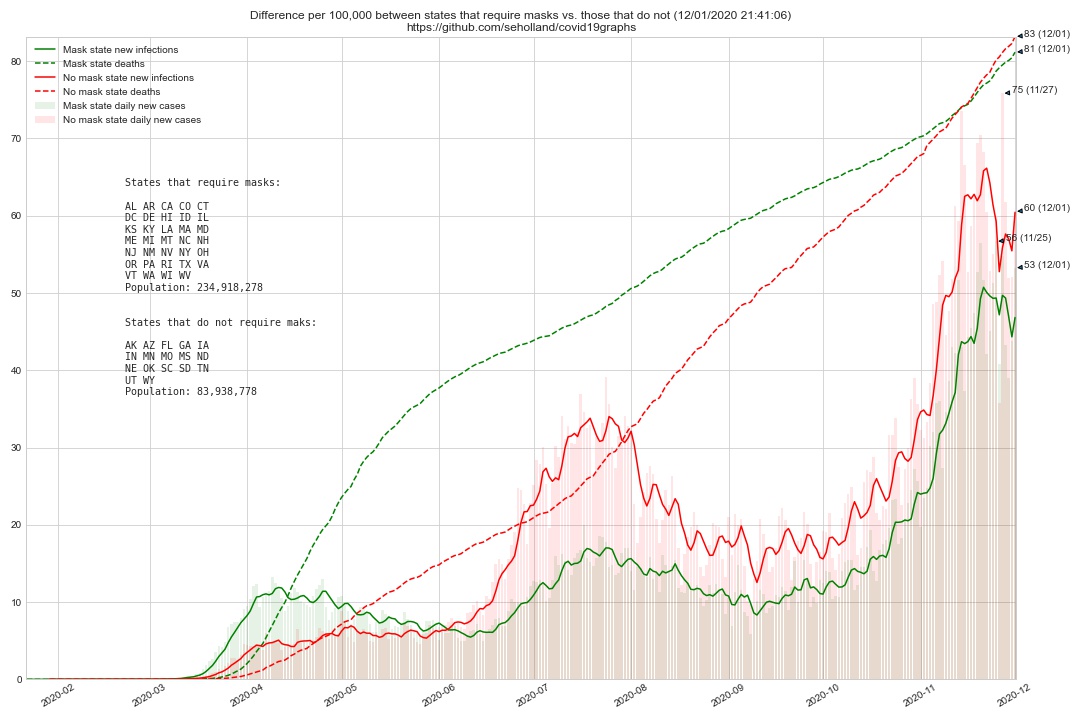 Difference per 100,000 between states that require masks vs. those that do not (12/01/2020 21:41:06)
https://github.com/seholland/covid19graphs
Mask state new infections
Mask state deaths
No mask state new infections
No mask state deaths
Mask state daily new cases
No mask state daily new cases
83 (12/01)
81 (12/01)
75 (11/27)
60 (12/01)
56 (11/25)
53 (12/01)
States that require masks:
AL AR CA CO CT
DC DE HI ID IL
KS KY LA MA MD
ME MI MT NC NH
NJ NM NV NY OH
OR PA RI TX VA
VT WA WI WV
Population: 234,918,278
States that do not require maks:
AK AZ FL GA IA
IN MN MO MS ND
NE OK SC SD TN
UT WY
Population: 83,938,778
80
70
60
50
40
30
20
10
0
2020-02
2020-03
2020-04
2020-05
2020-06
2020-07
2020-08
2020-09
2020-10
2020-11
2020-12